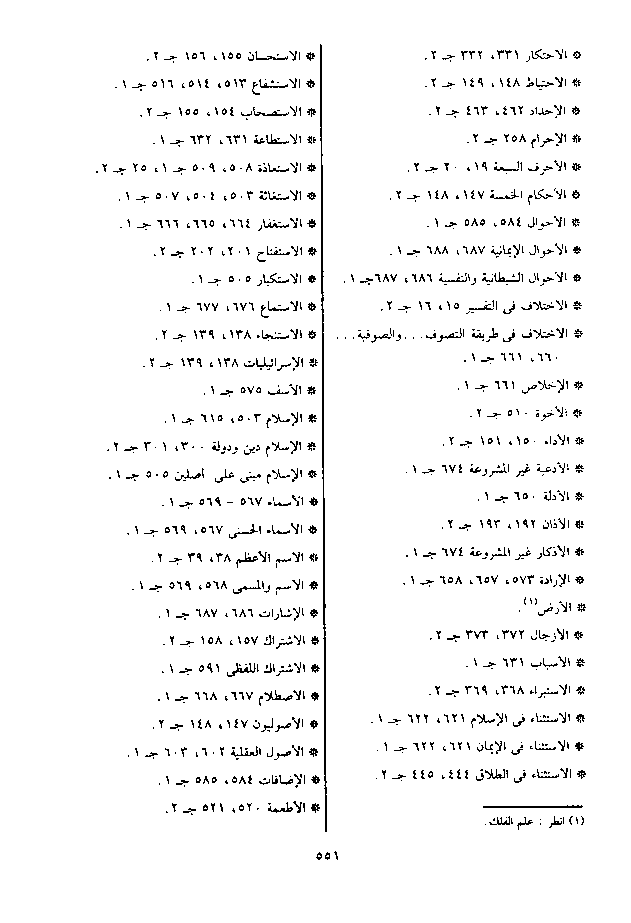 * الاحتكار ٣٣١، ٣٣٢ جـ ٢.
* الاحتياط ١٤٨، ١٤٩ جـ ٢.
* الإحداد ٤٦٢، ٤٦٣ جـ ٢.
* الإحرام ٢٥٨ جـ ٢.
* الأحرف السبعة ١٩، ٢٠ جـ ٢.
* الأحكام الخمسة ١٤٧، ١٤٨ جـ ٢.
* الأحوال ٥٨٤، ٥٨٥ جـ ١.
* الأحوال الإيمانية ٦٨٧، ٦٨٨ جـ ١.
* الأحوال الشيطانية والنفسية ٦٨٦، ٦٨٧جـ ١.
* الاختلاف فى التفسير ١٥، ١٦ جـ ٢.
* الاختلاف فى طريقة التصوف... والصوفية...
٦٦٠، ٦٦١ جـ ١.
* الإخلاص ٦٦١ جـ ١.
* الأخوة ٥١٠ جـ ٢.
* الأداء ١٥٠، ١٥١ جـ ٢.
* الأدعية غير المشروعة ٦٧٤ جـ ١.
* الأدلة ٦٥٠ جـ ١.
* الأذان ١٩٢، ١٩٣ جـ ٢.
* الأذكار غير المشروعة ٦٧٤ جـ ١.
* الإرادة ٥٧٣، ٦٥٧، ٦٥٨ جـ ١.
* الأرض(١).
* الأزجال ٣٧٢، ٣٧٣ جـ ٢.
* الأسباب ٦٣١ جـ ١.
* الاستبراء ٣٦٨، ٣٦٩ جـ ٢.
* الاستثناء فى الإسلام ٦٢١، ٦٢٢ جـ ١.
* الاستثناء فى الإيمان ٦٢١، ٦٢٢ جـ ١.
* الاستثناء فى الطلاق ٤٤٤، ٤٤٥ جـ ٢.
(١) انظر : علم الفلك.
* الاستحسان ١٥٥، ١٥٦ جـ ٢.
* الاستشفاع ٥١٣، ٥١٤، ٥١٦ جـ ١.
* الاستصحاب ١٥٤، ١٥٥ جـ ٢.
* الاستطاعة ٦٣١، ٦٣٢ جـ ١.
* الاستعاذة ٥٠٨، ٥٠٩ جـ ١، ٢٥ جـ ٢.
* الاستغاثة ٥٠٣، ٥٠٤، ٥٠٧ جـ ١.
* الاستغفار ٦٦٤، ٦٦٥، ٦٦٦ جـ ١.
* الاستفتاح ٢٠١، ٢٠٢ جـ ٢.
* الاستكبار ٥٠٥ جـ ١.
* الاستماع ٦٧٦، ٦٧٧ جـ ١.
* الاستنجاء ١٣٨، ١٣٩ جـ ٢.
* الإسرائيليات ١٣٨، ١٣٩ جـ ٢.
* الأسف ٥٧٥ جـ ١.
* الإسلام ٥٠٣، ٦١٥ جـ ١.
* الإسلام دين ودولة ٣٠٠، ٣٠١ جـ ٢.
* الإسلام مبنى على أصلين ٥٠٥ جـ ١.
* الأسماء ٥٦٧ - ٥٦٩ جـ ١.
* الأسماء الحسنى ٥٦٧، ٥٦٩ جـ ١.
* الاسم الأعظم ٣٨، ٣٩ جـ ٢.
* الاسم والمسمى ٥٦٨، ٥٦٩ جـ ١.
* الإشارات ٦٨٦، ٦٨٧ جـ ١.
* الاشتراك ١٥٧، ١٥٨ جـ ٢.
* الاشتراك اللفظى ٥٩١ جـ ١.
* الاصطلام ٦٦٧، ٦٦٨ جـ ١.
* الأصوليون ١٤٧، ١٤٨ جـ ٢.
* الأصول العقلية ٦٠٢، ٦٠٣ جـ ١.
* الإضافات ٥٨٤، ٥٨٥ جـ ١.
* الأطعمة ٥٢٠، ٥٢١ جـ ٢.
٥٥٦